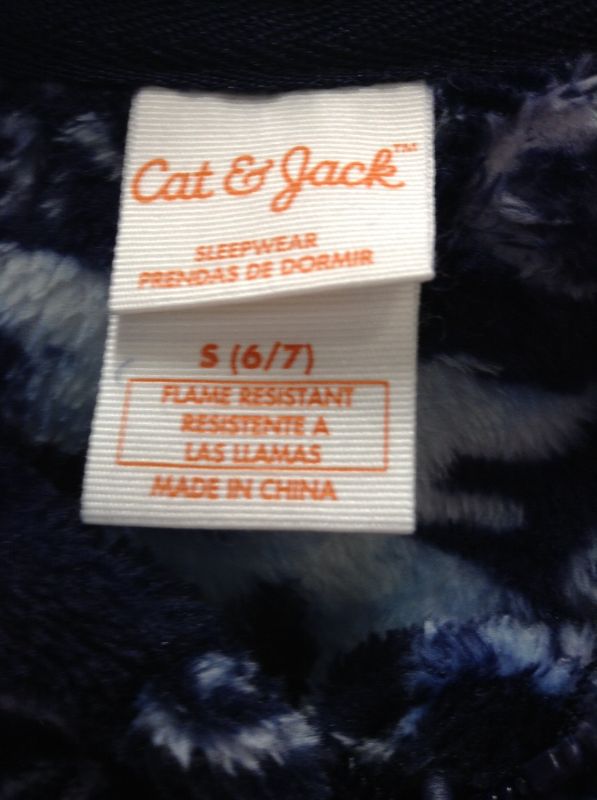 Cat & Jack™
SLEEPWEAR
PRENDAS DE DORMIR
S (6/7)
FLAME RESISTANT
RESISTENTE A
LAS LLAMAS
MADE IN CHINA